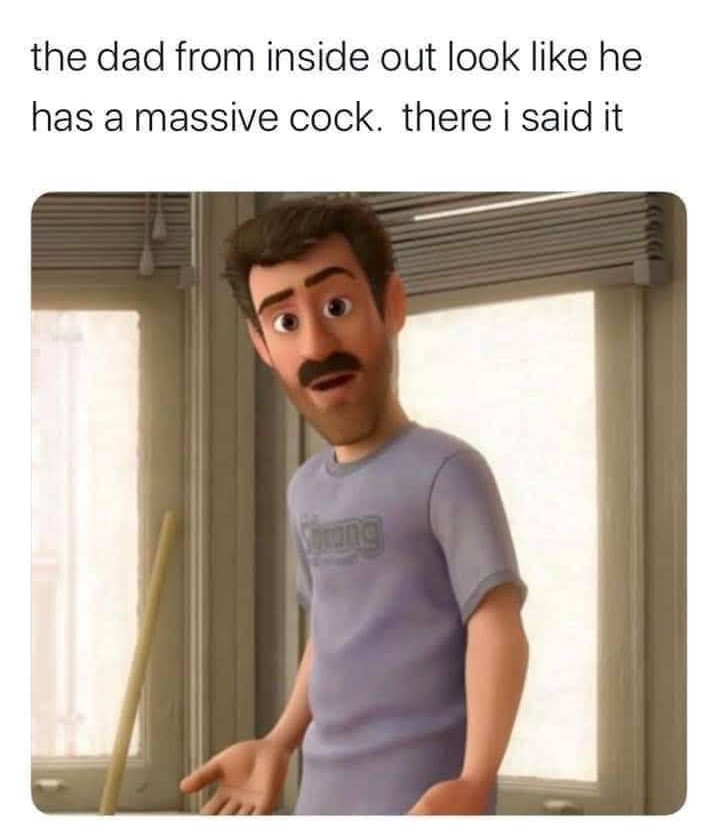 the dad from inside out look like he
has a massive cock.  there i said it